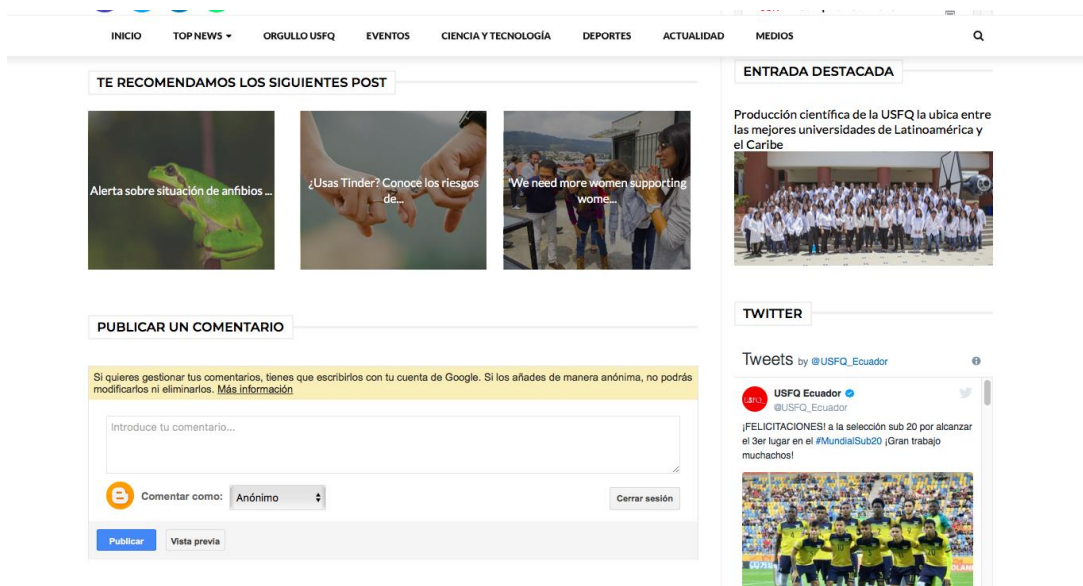 INICIO
TOP NEWS
ORGULLO USFQ
EVENTOS
CIENCIA Y TECNOLOGÍA
DEPORTES
ACTUALIDAD
MEDIOS
TE RECOMENDAMOS LOS SIGUIENTES POST
Alerta sobre situación de anfibios ...
¿Usas Tinder? Conoce los riesgos
de...
'We need more women supporting
wome...
PUBLICAR UN COMENTARIO
Si quieres gestionar tus comentarios, tienes que escribirlos con tu cuenta de Google. Si los añades de manera anónima, no podrás
modificarlos ni eliminarlos. Más información
Introduce tu comentario...
Comentar como:
Anónimo
Cerrar sesión
Publicar
Vista previa
ENTRADA DESTACADA
Producción científica de la USFQ la ubica entre
las mejores universidades de Latinoamérica y
el Caribe
TWITTER
Tweets by @USFQ_Ecuador
USFQ Ecuador
@USFQ_Ecuador
¡FELICITACIONES! a la selección sub 20 por alcanzar
el 3er lugar en el #MundialSub20 ¡Gran trabajo
muchachos!